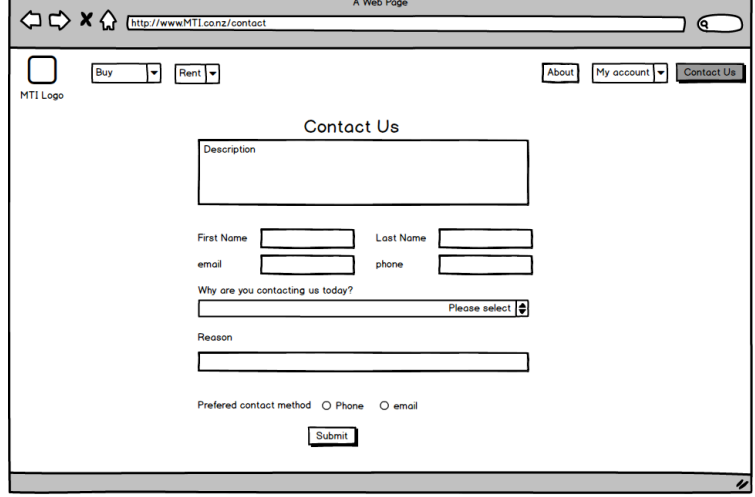 A Web Page
http://www.MTI.co.nz/contact
Buy Rent About My account Contact Us
MTI Logo
Contact Us
Description
First Name Last Name
email phone
Why are you contacting us today?
Please select
Reason
Prefered contact method Phone email
Submit